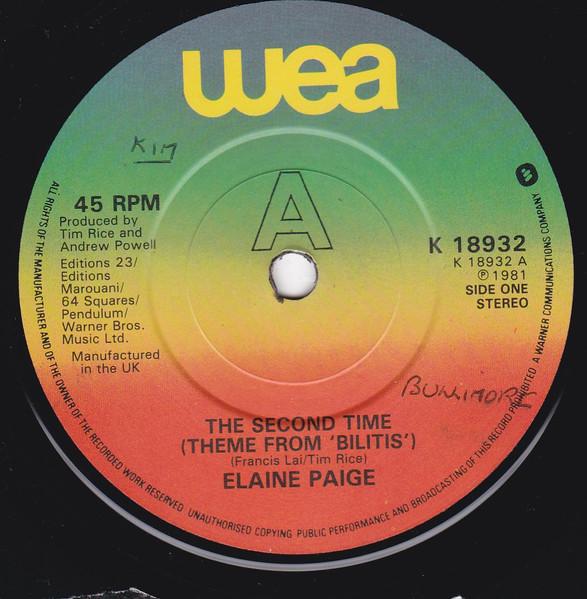 wea
KIM
A
45 RPM
Produced by
Tim Rice and
Andrew Powell
Editions 23/
Editions
Marouani/
64 Squares/
Pendulum/
Warner Bros.
Music Ltd.
Manufactured
in the UK
K 18932
K 18932 A
℗ 1981
SIDE ONE
STEREO
BULLIMORE
THE SECOND TIME
(THEME FROM 'BILITIS')
(Francis Lai/Tim Rice)
ELAINE PAIGE
ALL RIGHTS OF THE MANUFACTURER AND OF THE OWNER OF THE RECORDED WORK RESERVED UNAUTHORISED COPYING PUBLIC PERFORMANCE AND BROADCASTING OF THIS RECORD PROHIBITED A WARNER COMMUNICATIONS COMPANY